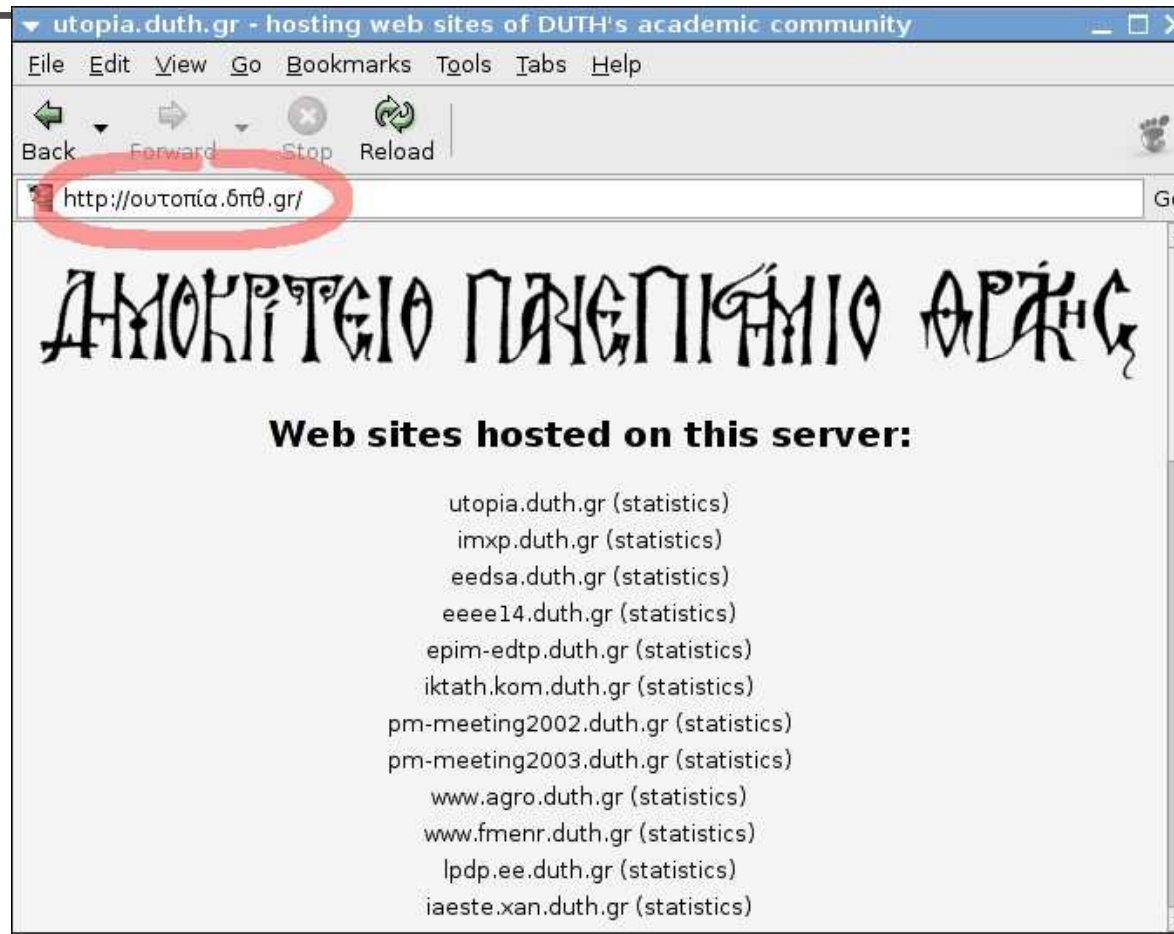 utopia.duth.gr - hosting web sites of DUTH's academic community
File Edit View Go Bookmarks Tools Tabs Help
Back Forward Stop Reload
http://ουτοπία.δπθ.gr/
ΔΗΜΟΚΡΊΤΕΙΟ ΠΑΝΕΠΙΣΤΉΜΙΟ ΘΡΆΚΗΣ
Web sites hosted on this server:
utopia.duth.gr (statistics)
imxp.duth.gr (statistics)
eedsa.duth.gr (statistics)
eeee14.duth.gr (statistics)
epim-edtp.duth.gr (statistics)
iktath.kom.duth.gr (statistics)
pm-meeting2002.duth.gr (statistics)
pm-meeting2003.duth.gr (statistics)
www.agro.duth.gr (statistics)
www.fmenr.duth.gr (statistics)
lpdp.ee.duth.gr (statistics)
iaeste.xan.duth.gr (statistics)